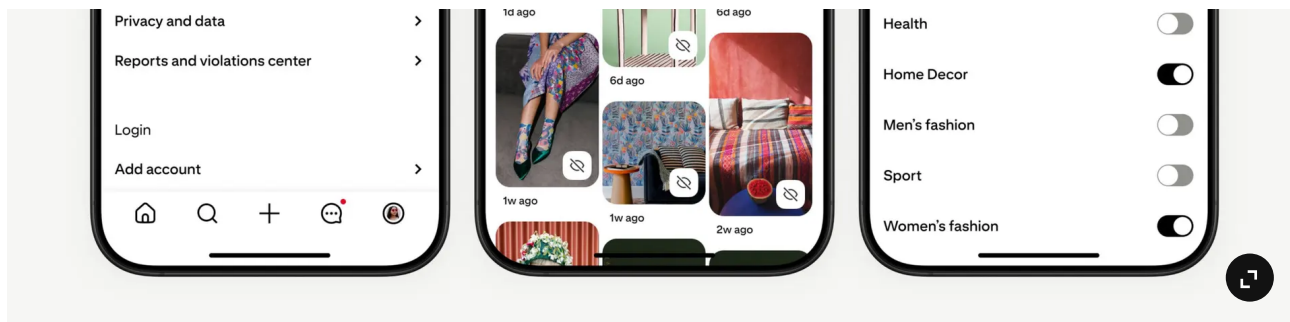 Privacy and data
Reports and violations center
Login
Add account
1d ago
6d ago
6d ago
1w ago
1w ago
2w ago
Health
Home Decor
Men's fashion
Sport
Women's fashion